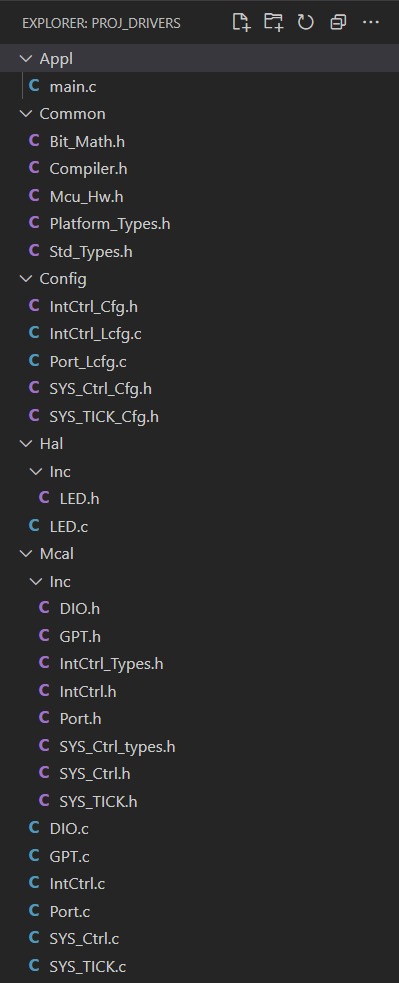 EXPLORER: PROJ_DRIVERS
Appl
C main.c
Common
C Bit_Math.h
C Compiler.h
C Mcu_Hw.h
C Platform_Types.h
C Std_Types.h
Config
C IntCtrl_Cfg.h
C IntCtrl_Lcfg.c
C Port_Lcfg.c
C SYS_Ctrl_Cfg.h
C SYS_TICK_Cfg.h
Hal
Inc
C LED.h
C LED.c
Mcal
Inc
C DIO.h
C GPT.h
C IntCtrl_Types.h
C IntCtrl.h
C Port.h
C SYS_Ctrl_types.h
C SYS_Ctrl.h
C SYS_TICK.h
C DIO.c
C GPT.c
C IntCtrl.c
C Port.c
C SYS_Ctrl.c
C SYS_TICK.c